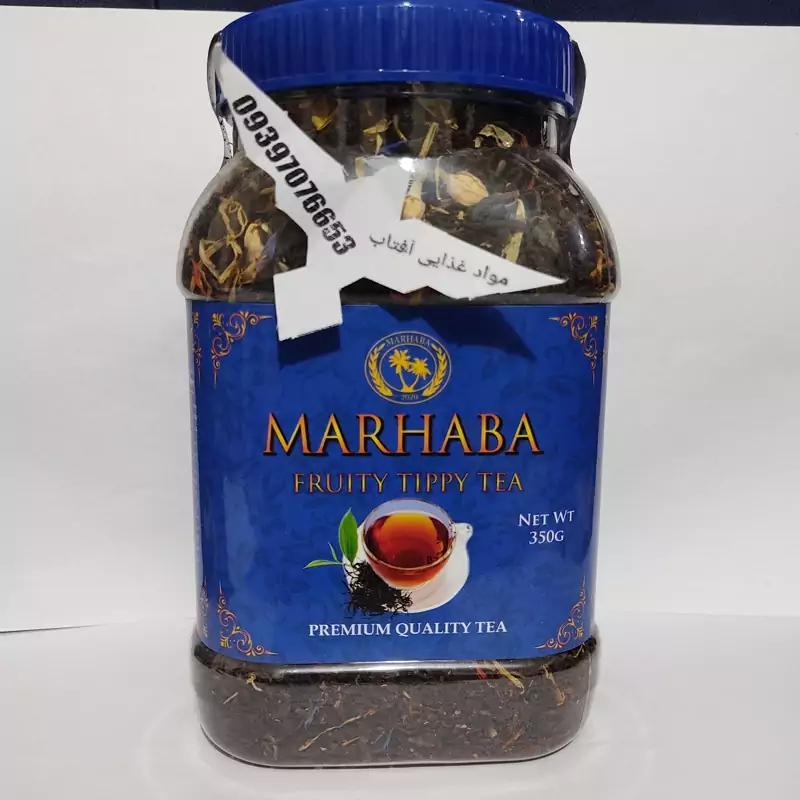 09397076653
مواد غذایی آفتاب
MARHABA
2020
MARHABA
FRUITY TIPPY TEA
NET WT
350G
PREMIUM QUALITY TEA